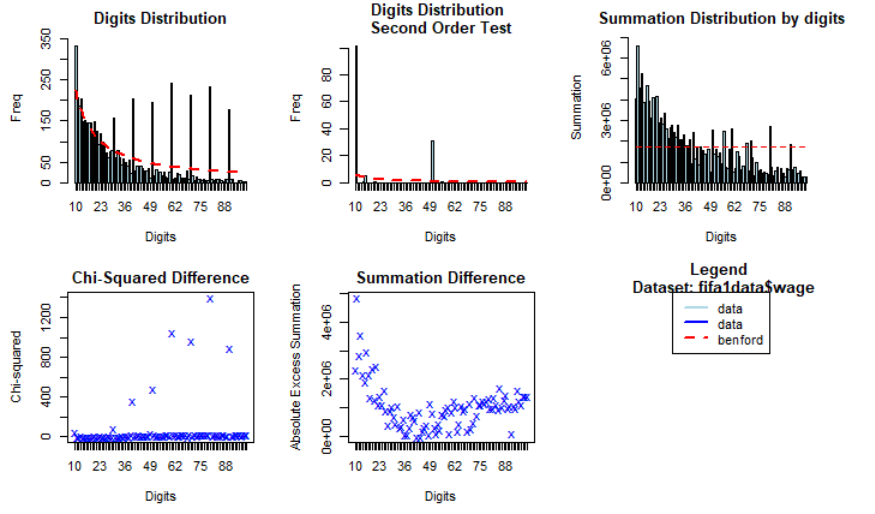 Digits Distribution
Freq
0 50 150 250 350
10 23 36 49 62 75 88
Digits
Digits Distribution
Second Order Test
Freq
0 20 40 60 80
10 23 36 49 62 75 88
Digits
Summation Distribution by digits
Summation
0e+00 3e+06 6e+06
10 23 36 49 62 75 88
Digits
Chi-Squared Difference
Chi-squared
0 400 800 1200
10 23 36 49 62 75 88
Digits
Summation Difference
Absolute Excess Summation
0e+00 2e+06 4e+06
10 23 36 49 62 75 88
Digits
Legend
Dataset: fifa1data$wage
data
data
benford